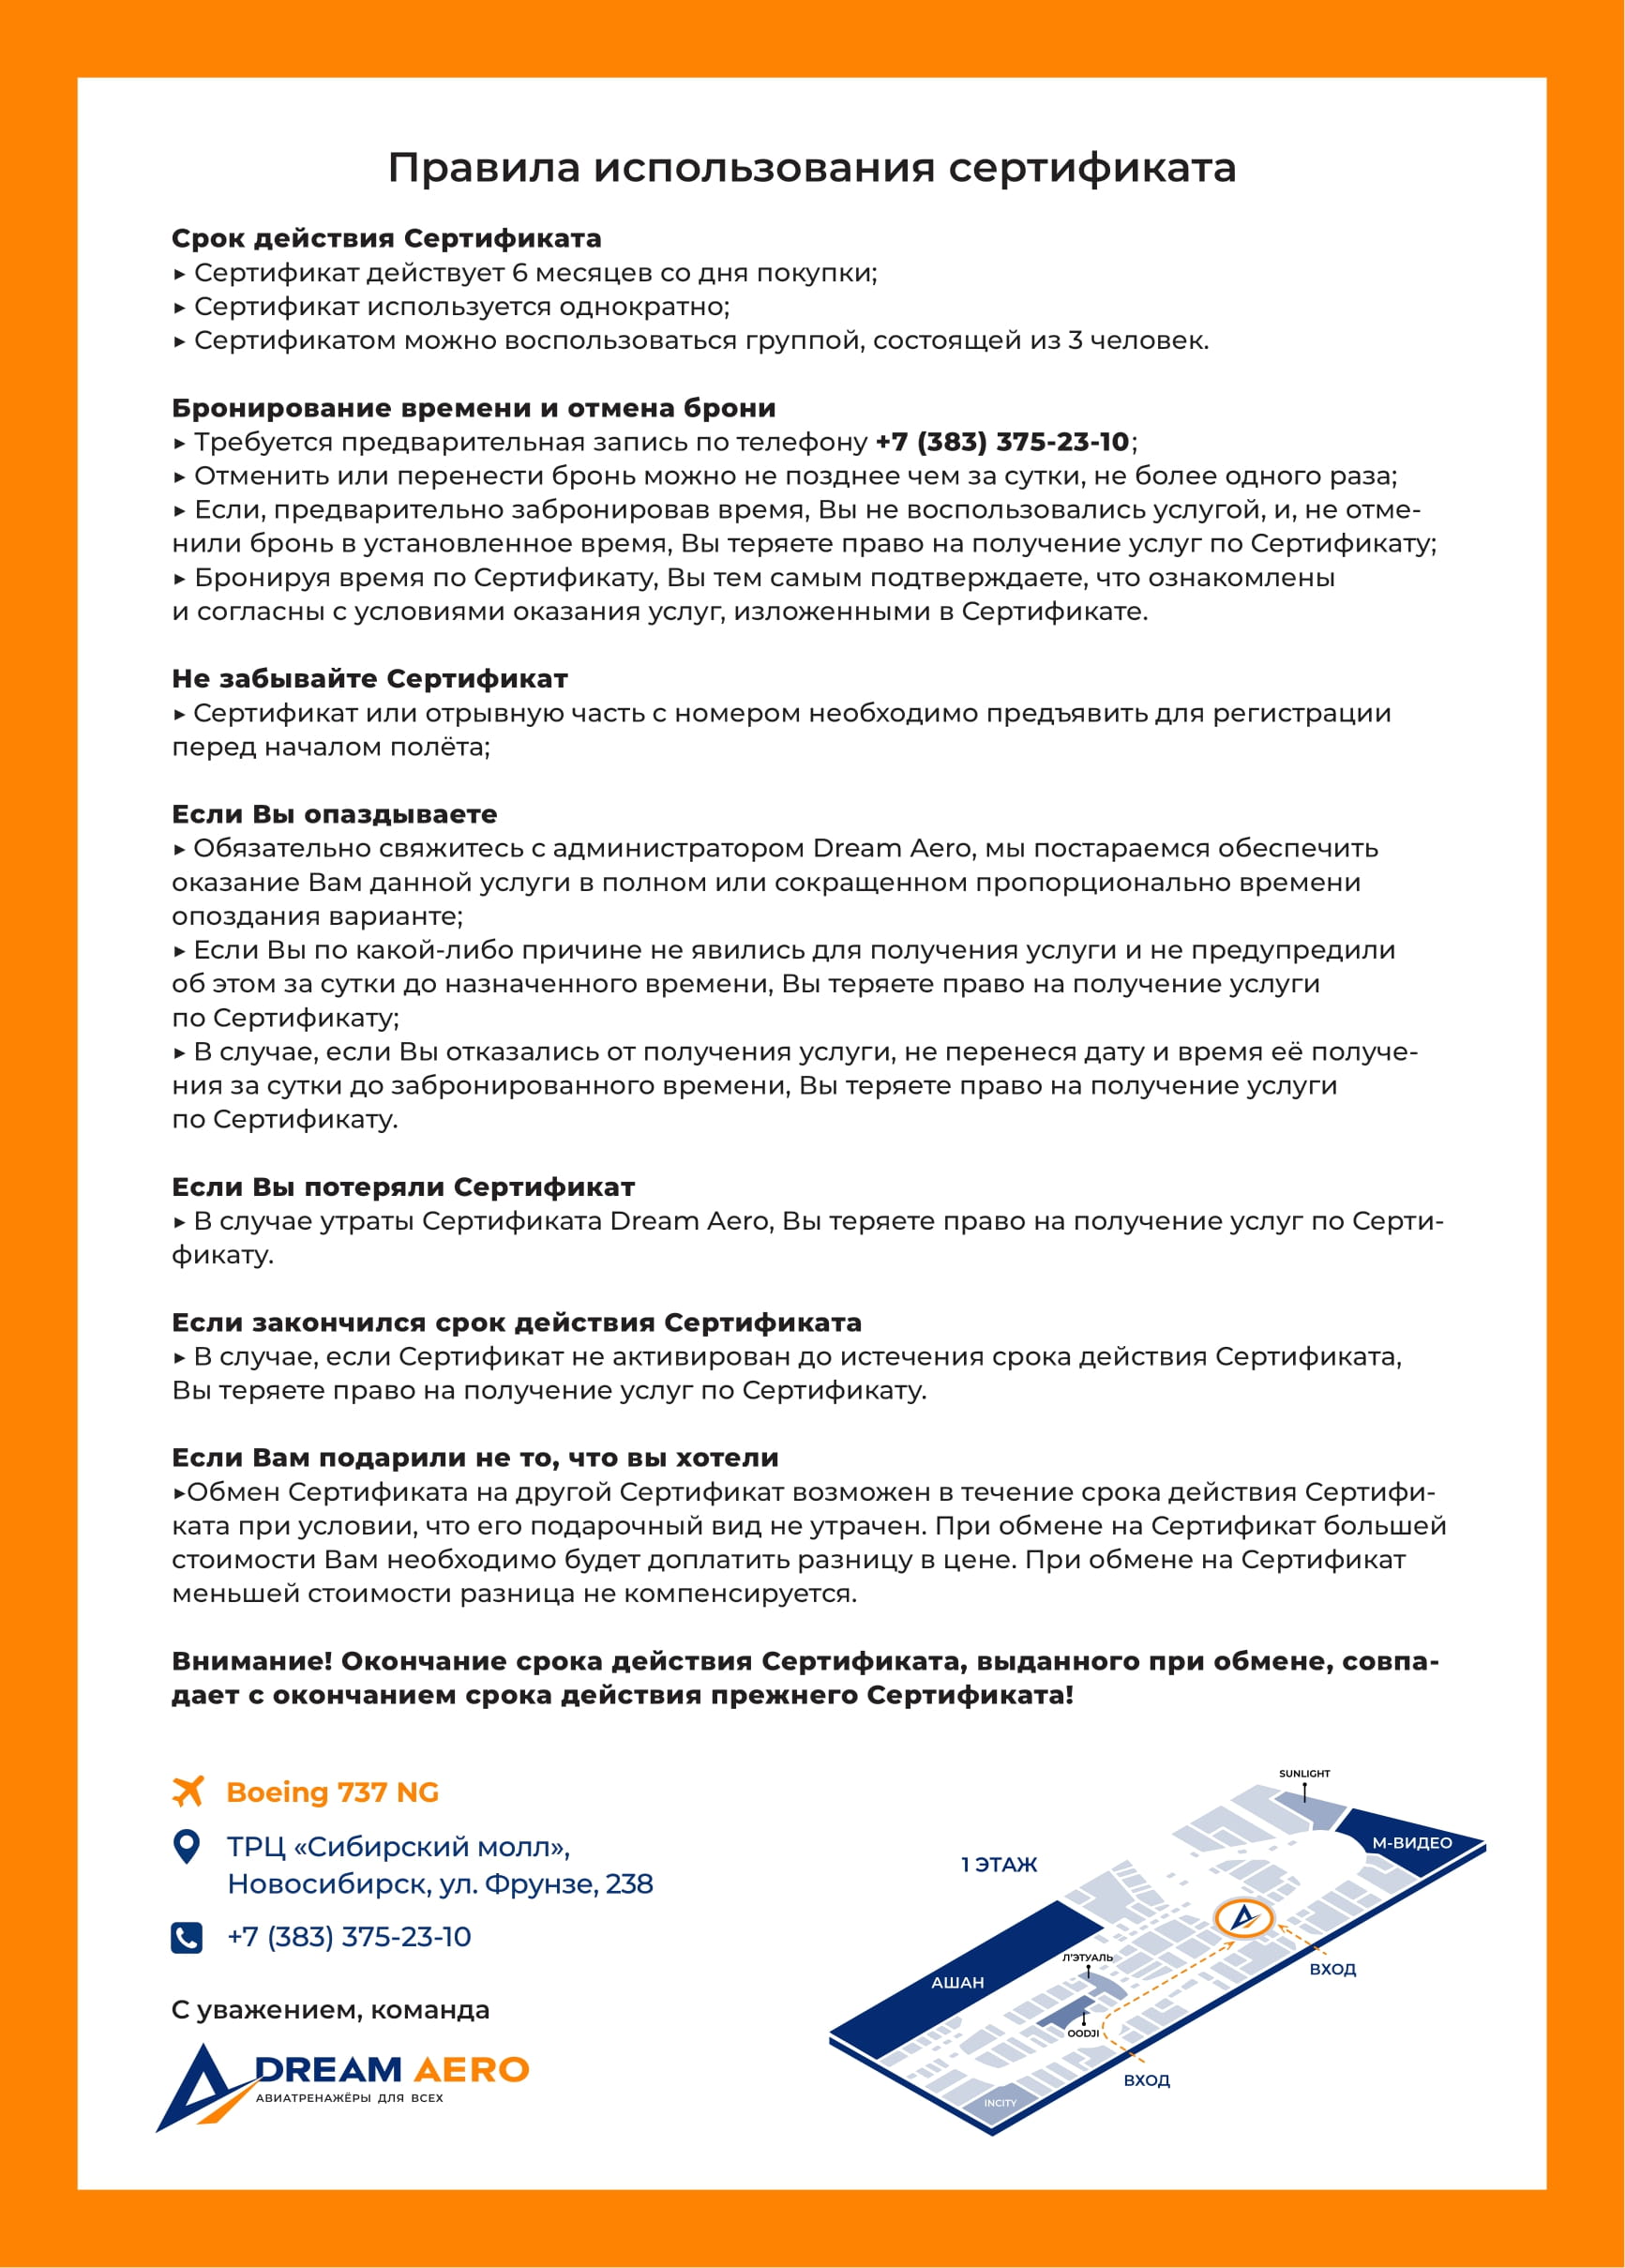 Правила использования сертификата
Срок действия Сертификата
▸ Сертификат действует 6 месяцев со дня покупки;
▸ Сертификат используется однократно;
▸ Сертификатом можно воспользоваться группой, состоящей из 3 человек.
Бронирование времени и отмена брони
▸ Требуется предварительная запись по телефону +7 (383) 375-23-10;
▸ Отменить или перенести бронь можно не позднее чем за сутки, не более одного раза;
▸ Если, предварительно забронировав время, Вы не воспользовались услугой, и, не отме-
нили бронь в установленное время, Вы теряете право на получение услуг по Сертификату;
▸ Бронируя время по Сертификату, Вы тем самым подтверждаете, что ознакомлены
и согласны с условиями оказания услуг, изложенными в Сертификате.
Не забывайте Сертификат
▸ Сертификат или отрывную часть с номером необходимо предъявить для регистрации
перед началом полёта;
Если Вы опаздываете
▸ Обязательно свяжитесь с администратором Dream Aero, мы постараемся обеспечить
оказание Вам данной услуги в полном или сокращенном пропорционально времени
опоздания варианте;
▸ Если Вы по какой-либо причине не явились для получения услуги и не предупредили
об этом за сутки до назначенного времени, Вы теряете право на получение услуги
по Сертификату;
▸ В случае, если Вы отказались от получения услуги, не перенеся дату и время её получе-
ния за сутки до забронированного времени, Вы теряете право на получение услуги
по Сертификату.
Если Вы потеряли Сертификат
▸ В случае утраты Сертификата Dream Aero, Вы теряете право на получение услуг по Серти-
фикату.
Если закончился срок действия Сертификата
▸ В случае, если Сертификат не активирован до истечения срока действия Сертификата,
Вы теряете право на получение услуг по Сертификату.
Если Вам подарили не то, что вы хотели
▸Обмен Сертификата на другой Сертификат возможен в течение срока действия Сертифи-
ката при условии, что его подарочный вид не утрачен. При обмене на Сертификат большей
стоимости Вам необходимо будет доплатить разницу в цене. При обмене на Сертификат
меньшей стоимости разница не компенсируется.
Внимание! Окончание срока действия Сертификата, выданного при обмене, совпа-
дает с окончанием срока действия прежнего Сертификата!
Boeing 737 NG
ТРЦ «Сибирский молл»,
Новосибирск, ул. Фрунзе, 238
+7 (383) 375-23-10
С уважением, команда
DREAM AERO
АВИАТРЕНАЖЁРЫ ДЛЯ ВСЕХ
SUNLIGHT
М-ВИДЕО
1 ЭТАЖ
Л'ЭТУАЛЬ
ВХОД
АШАН
OODJI
ВХОД
INCITY